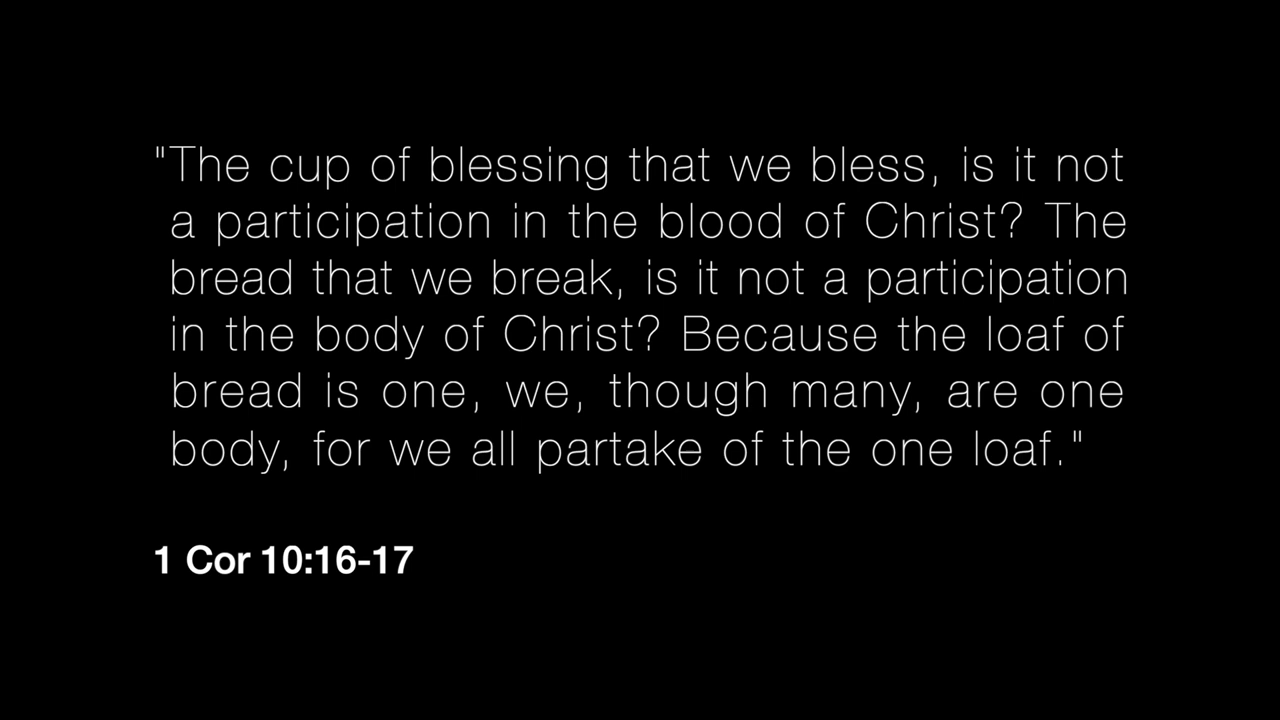 "The cup of blessing that we bless, is it not
a participation in the blood of Christ? The
bread that we break, is it not a participation
in the body of Christ? Because the loaf of
bread is one, we, though many, are one
body, for we all partake of the one loaf."
1 Cor 10:16-17